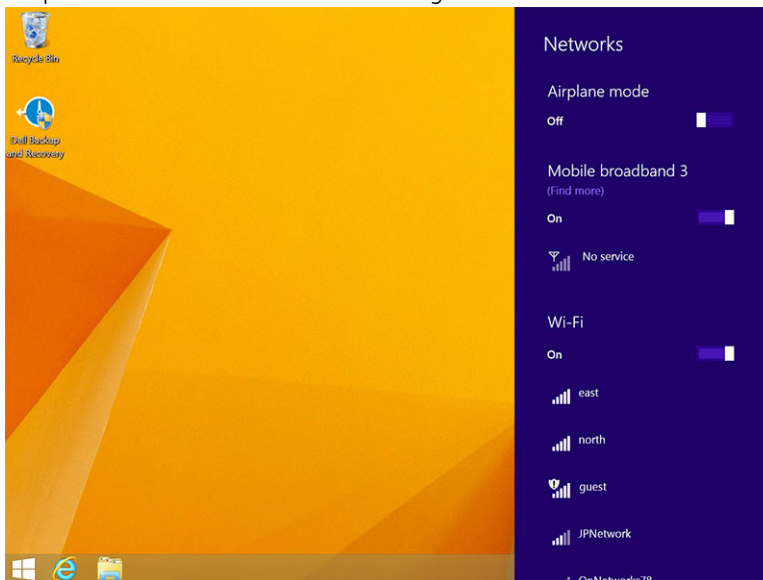 Recycle Bin
Dell Backup
and Recovery
Networks
Airplane mode
Off
Mobile broadband 3
(Find more)
On
No service
Wi-Fi
On
east
north
guest
JPNetwork